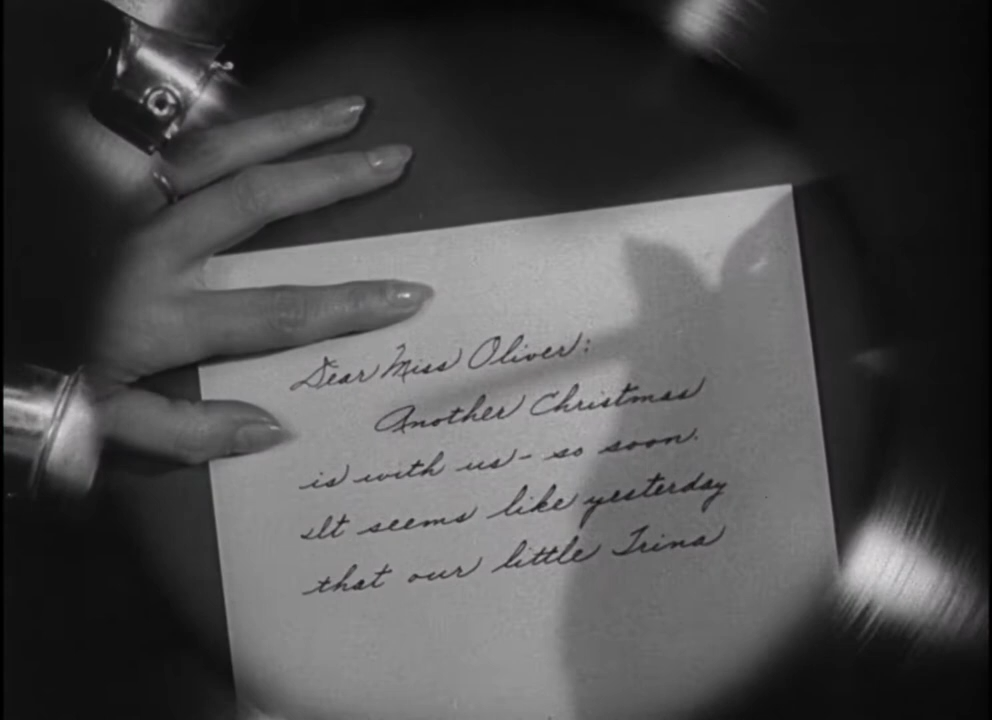 Dear Miss Oliver:
Another Christmas
is with us - so soon.
It seems like yesterday
that our little Trina